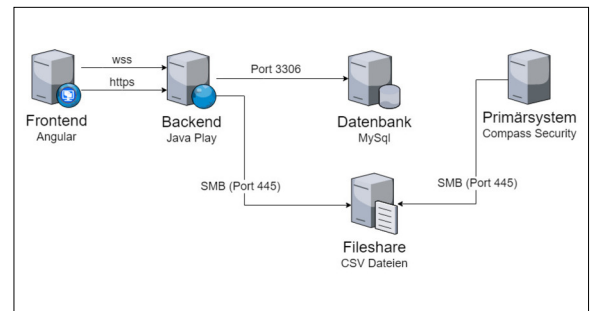 wss
https
Port 3306
Frontend
Angular
Backend
Java Play
Datenbank
MySql
Primärsystem
Compass Security
SMB (Port 445)
SMB (Port 445)
Fileshare
CSV Dateien